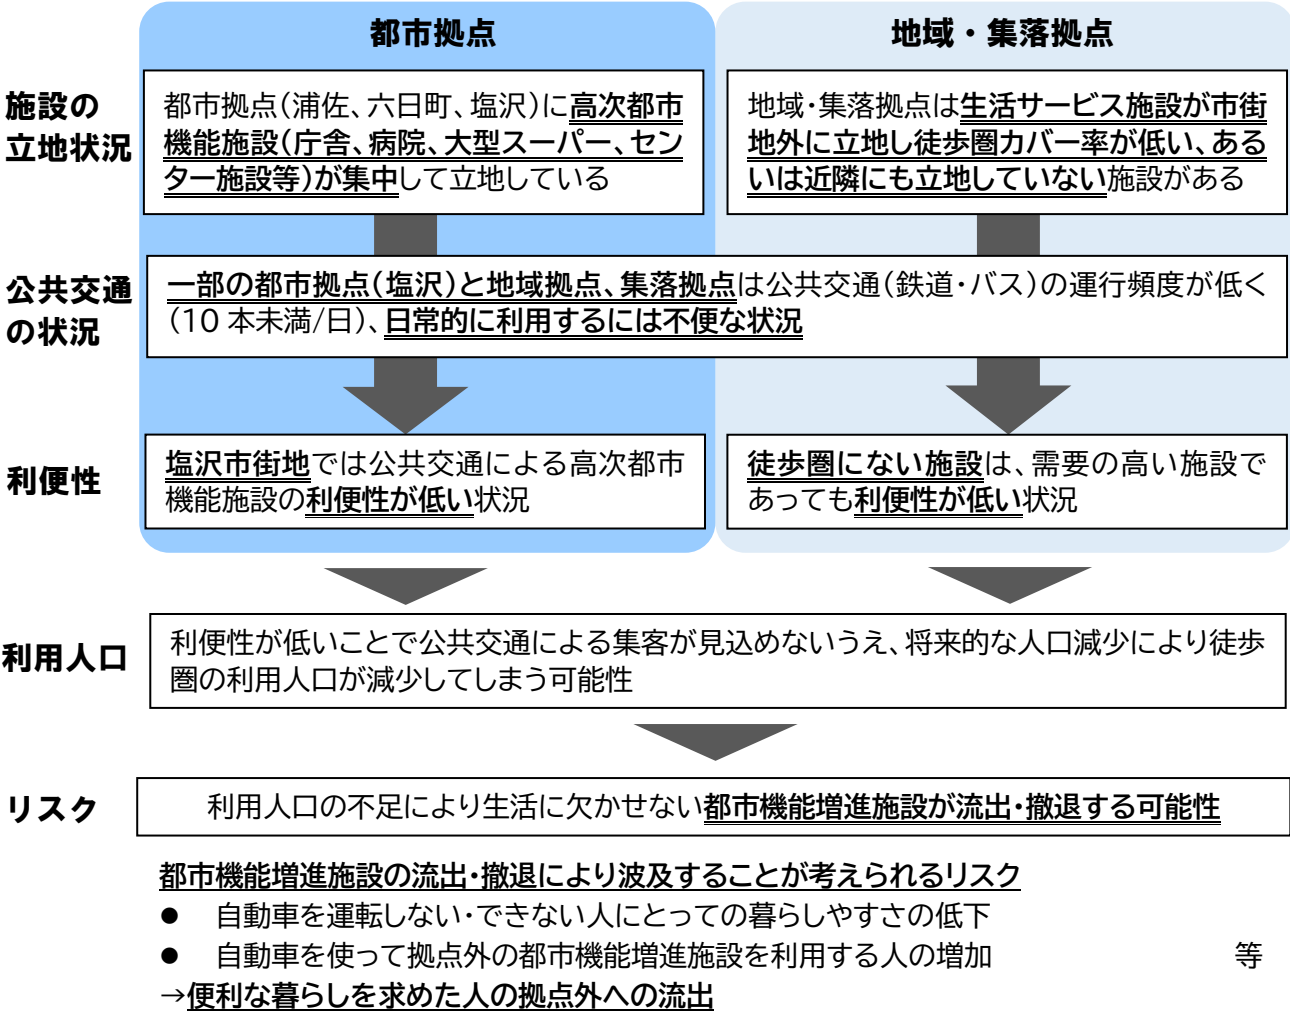 都市拠点
地域・集落拠点
施設の
立地状況
都市拠点(浦佐、六日町、塩沢)に高次都市
機能施設(庁舎、病院、大型スーパー、セン
ター施設等)が集中して立地している
地域・集落拠点は生活サービス施設が市街
地外に立地し徒歩圏カバー率が低い、ある
いは近隣にも立地していない施設がある
公共交通
の状況
一部の都市拠点(塩沢)と地域拠点、集落拠点は公共交通(鉄道・バス)の運行頻度が低く
(10 本未満/日)、日常的に利用するには不便な状況
利便性
塩沢市街地では公共交通による高次都市
機能施設の利便性が低い状況
徒歩圏にない施設は、需要の高い施設で
あっても利便性が低い状況
利用人口
利便性が低いことで公共交通による集客が見込めないうえ、将来的な人口減少により徒歩
圏の利用人口が減少してしまう可能性
リスク
利用人口の不足により生活に欠かせない都市機能増進施設が流出・撤退する可能性
都市機能増進施設の流出・撤退により波及することが考えられるリスク
● 自動車を運転しない・できない人にとっての暮らしやすさの低下
● 自動車を使って拠点外の都市機能増進施設を利用する人の増加 等
→便利な暮らしを求めた人の拠点外への流出